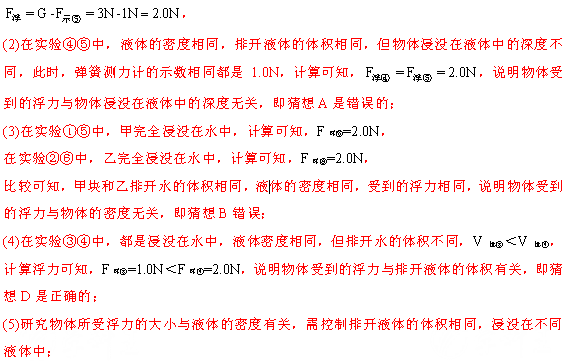 F浮 = G -F示⑤ = 3N-1N = 2.0N，
(2)在实验④⑤中，液体的密度相同，排开液体的体积相同，但物体浸没在液体中的深度不
同，此时，弹簧测力计的示数相同都是 1.0N，计算可知，F浮④ =F浮⑤ = 2.0N，说明物体受
到的浮力与物体浸没在液体中的深度无关，即猜想 A 是错误的；
(3)在实验①⑤中，甲完全浸没在水中，计算可知，F 浮⑤=2.0N，
在实验②⑥中，乙完全浸没在水中，计算可知，F 浮⑥=2.0N，
比较可知，甲块和乙排开水的体积相同，液体的密度相同，受到的浮力相同，说明物体受到
的浮力与物体的密度无关，即猜想 B 错误；
(4)在实验③④中，都是浸没在水中，液体密度相同，但排开水的体积不同，V 排③＜V 排④，
计算浮力可知，F 浮③=1.0N＜F 浮④=2.0N，说明物体受到的浮力与排开液体的体积有关，即猜
想 D 是正确的；
(5)研究物体所受浮力的大小与液体的密度有关，需控制排开液体的体积相同，浸没在不同
液体中；